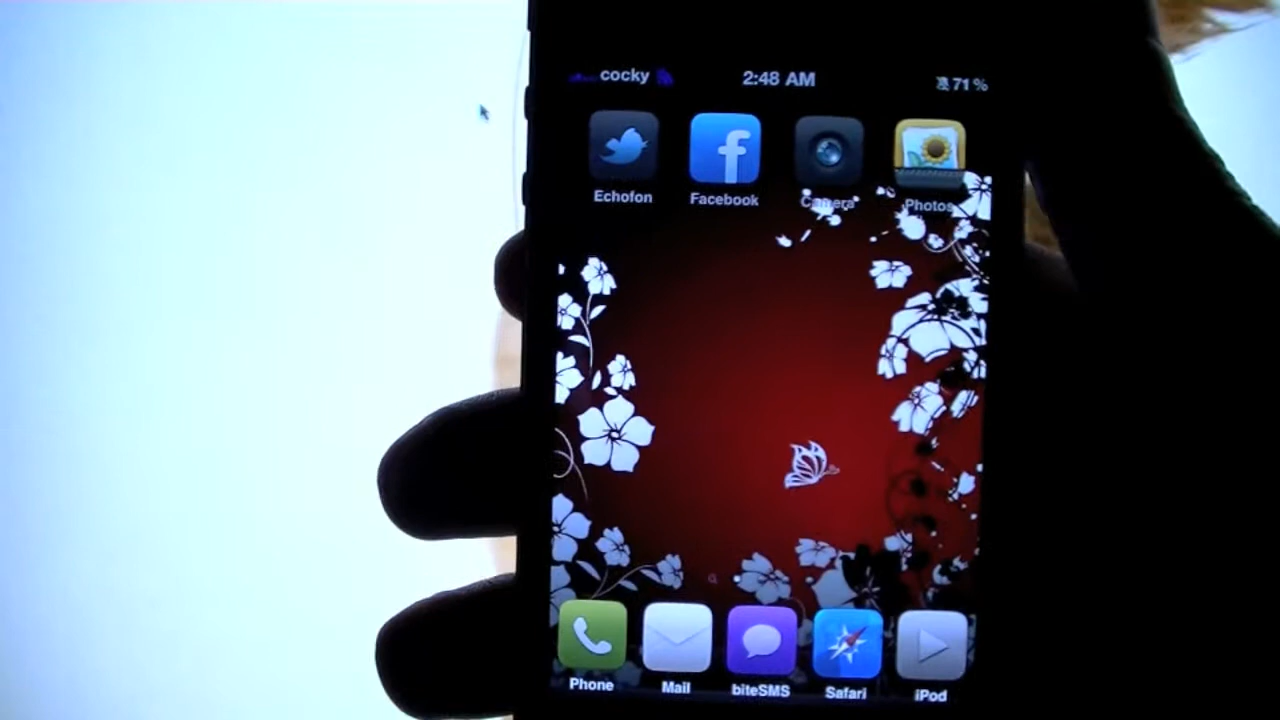 cocky 2:48 AM 71%
Echofon Facebook Camera Photos
Phone Mail biteSMS Safari iPod